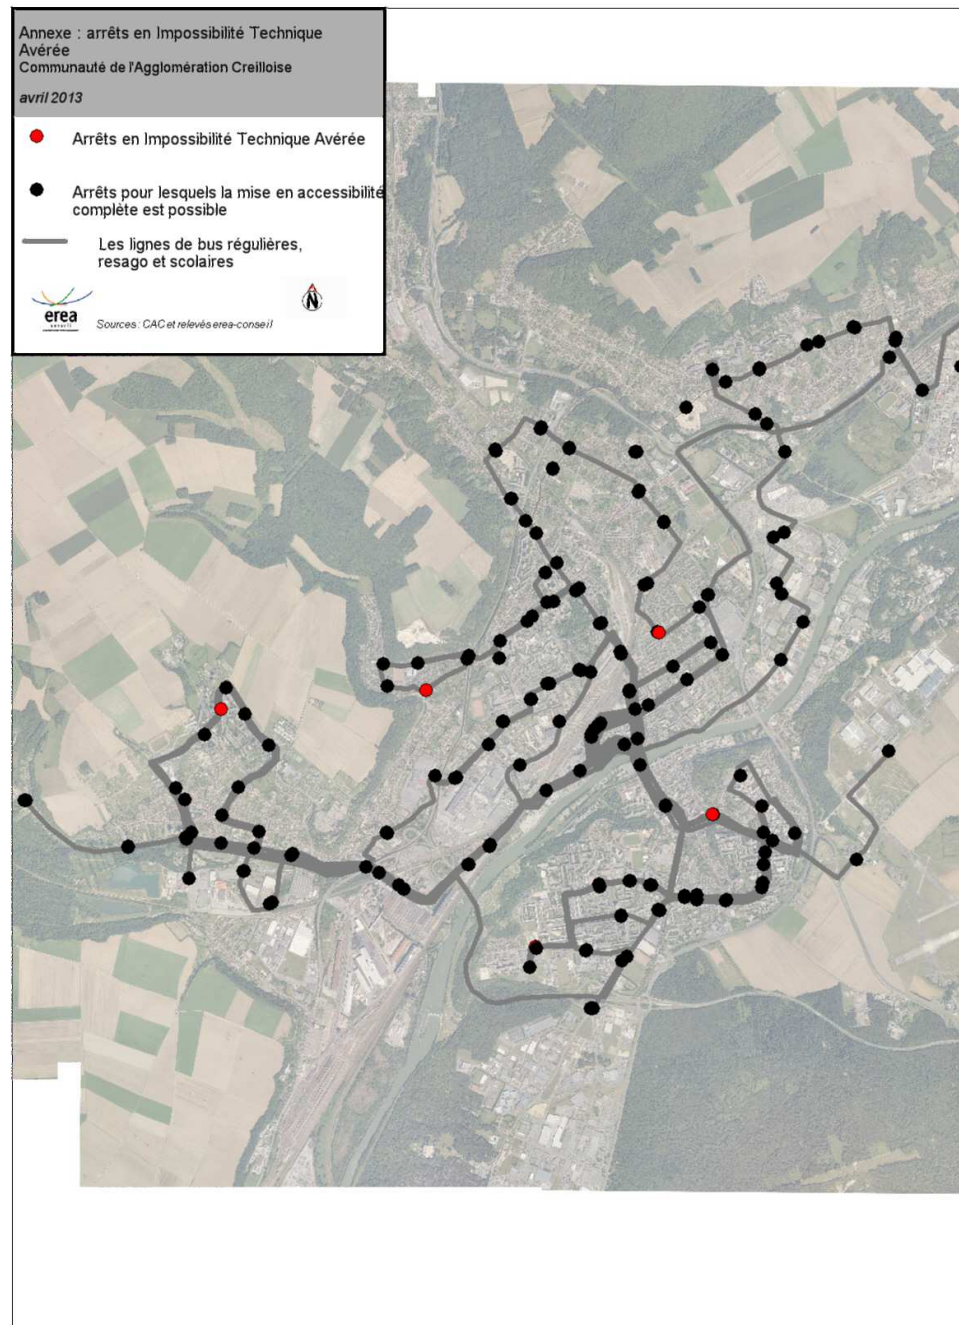 Annexe : arrêts en Impossibilité Technique
Avérée
Communauté de l'Agglomération Creilloise
avril 2013
Arrêts en Impossibilité Technique Avérée
Arrêts pour lesquels la mise en accessibilité
complète est possible
Les lignes de bus régulières,
resago et scolaires
N
erea
conseil
Sources : CAC et relevés erea-conseil